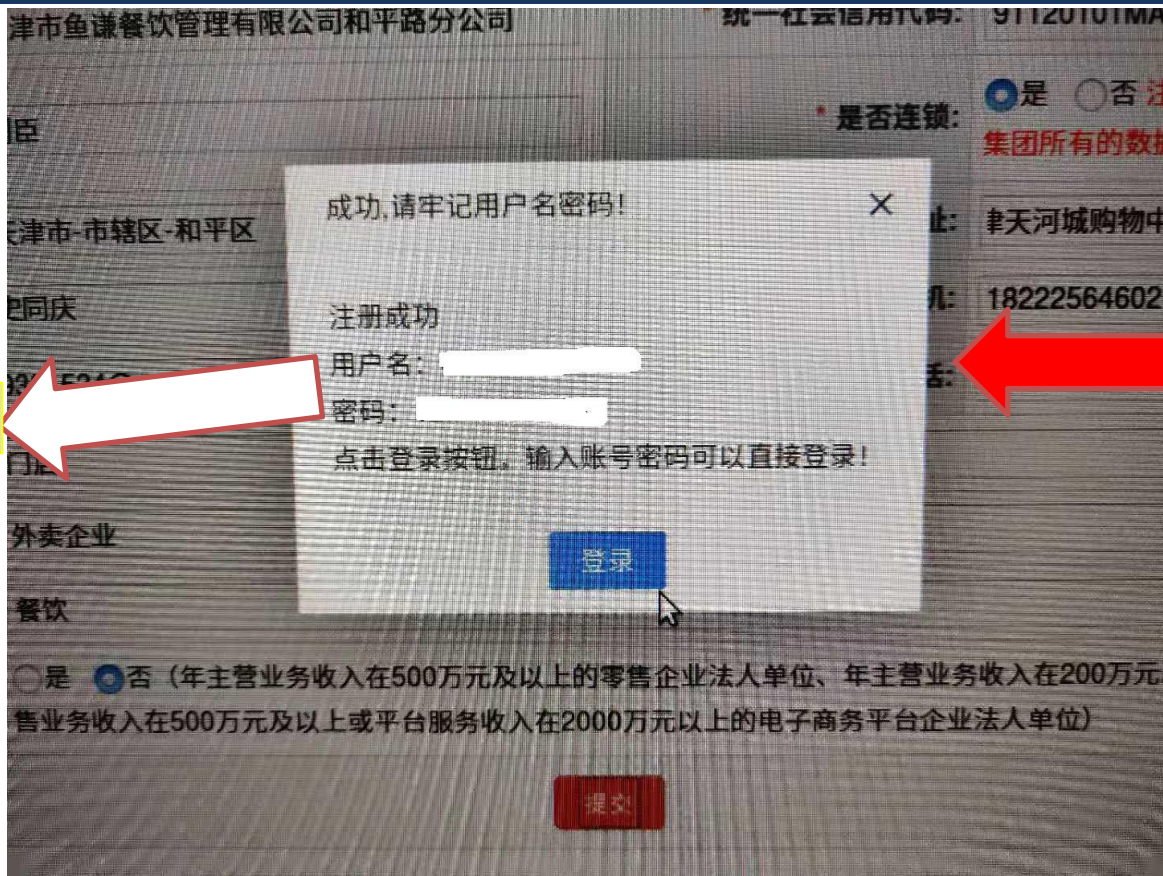 津市鱼谦餐饮管理有限公司和平路分公司
* 统一社会信用代码: 91120101MA
臣
* 是否连锁:
是 否 注
集团所有的数据
津市-市辖区-和平区
址:
天河城购物中
史同庆
机: 18222564602
成功,请牢记用户名密码!
注册成功
用户名:
密码:
点击登录按钮, 输入账号密码可以直接登录!
登录
话:
门店
外卖企业
餐饮
是 否 (年主营业务收入在500万元及以上的零售企业法人单位、年主营业务收入在200万元
售业务收入在500万元及以上或平台服务收入在2000万元以上的电子商务平台企业法人单位)
提交